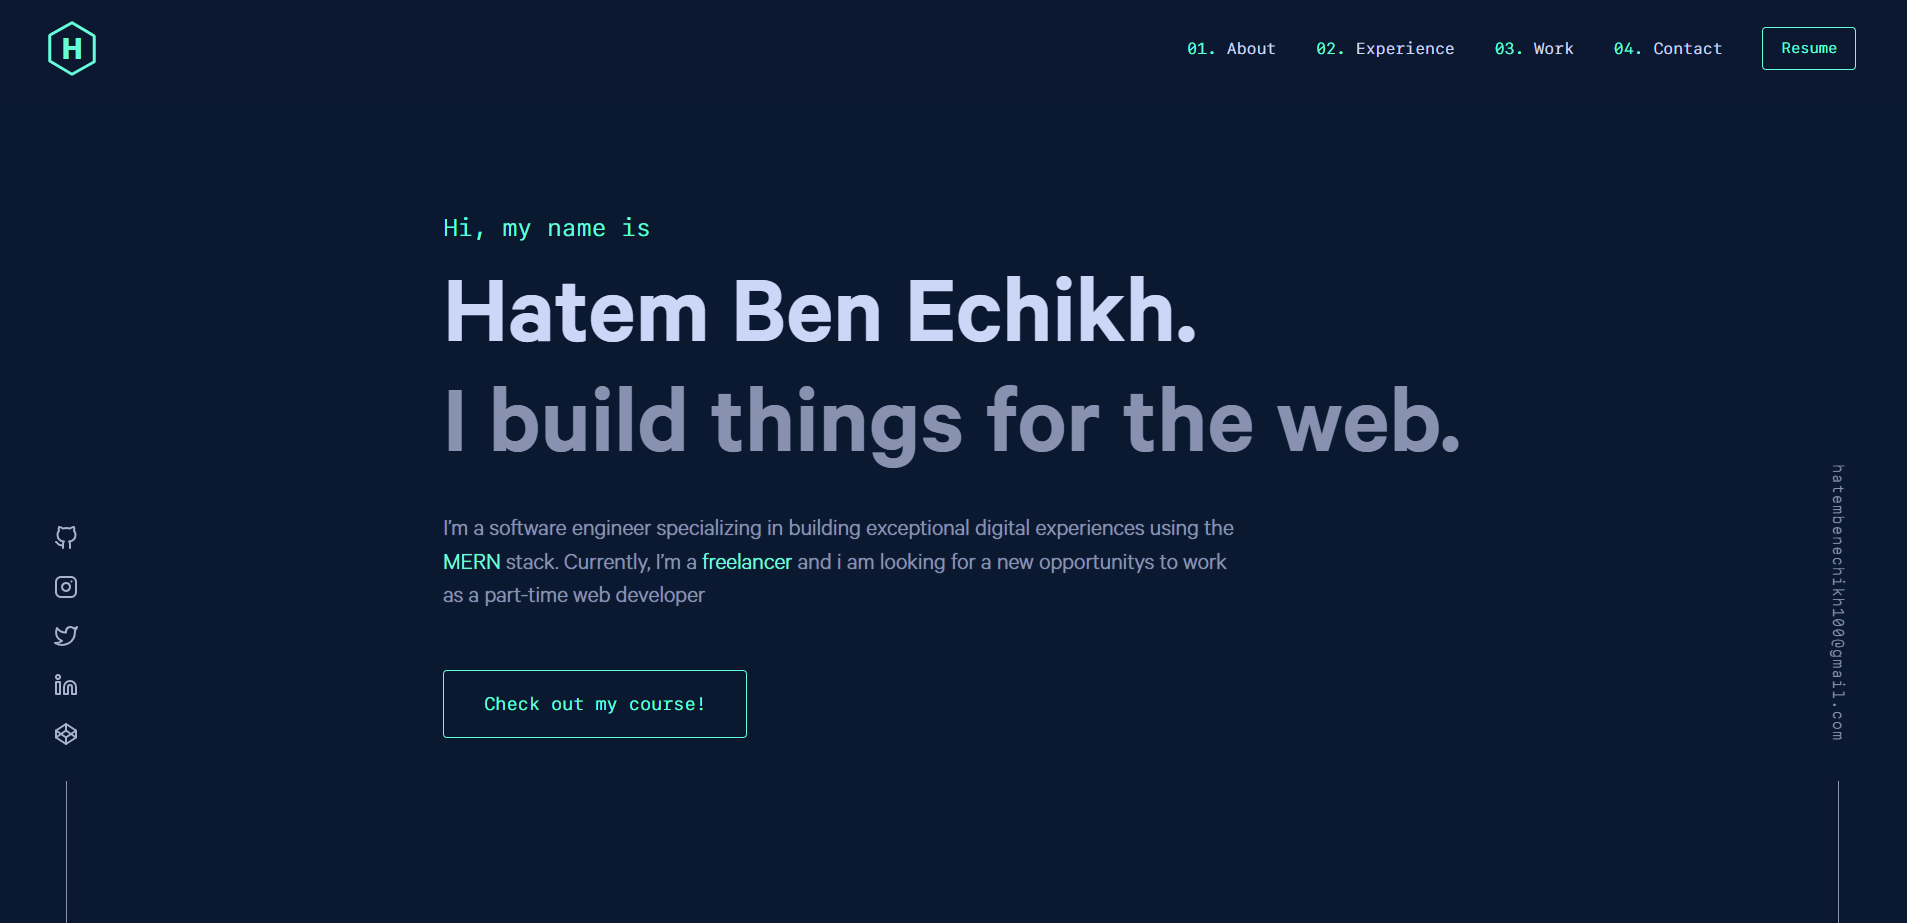 H
01. About 02. Experience 03. Work 04. Contact Resume
Hi, my name is
Hatem Ben Echikh.
I build things for the web.
I'm a software engineer specializing in building exceptional digital experiences using the
MERN stack. Currently, I'm a freelancer and i am looking for a new opportunitys to work
as a part-time web developer
Check out my course!
hatembenechikh100@gmail.com